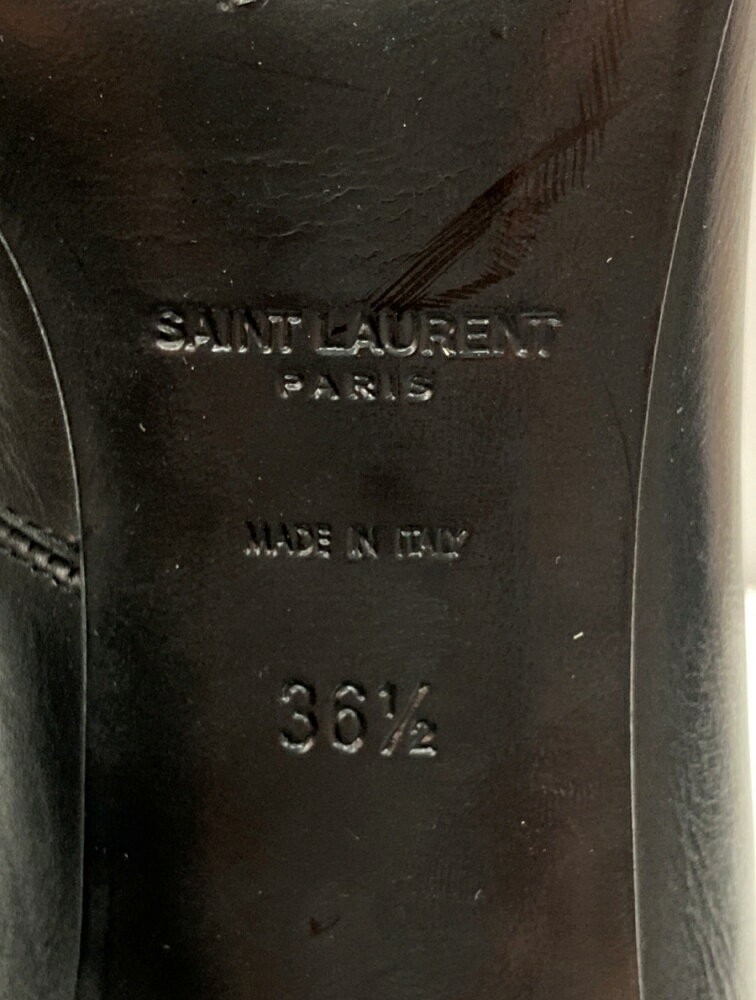 SAINT LAURENT
PARIS
MADE IN ITALY
36½